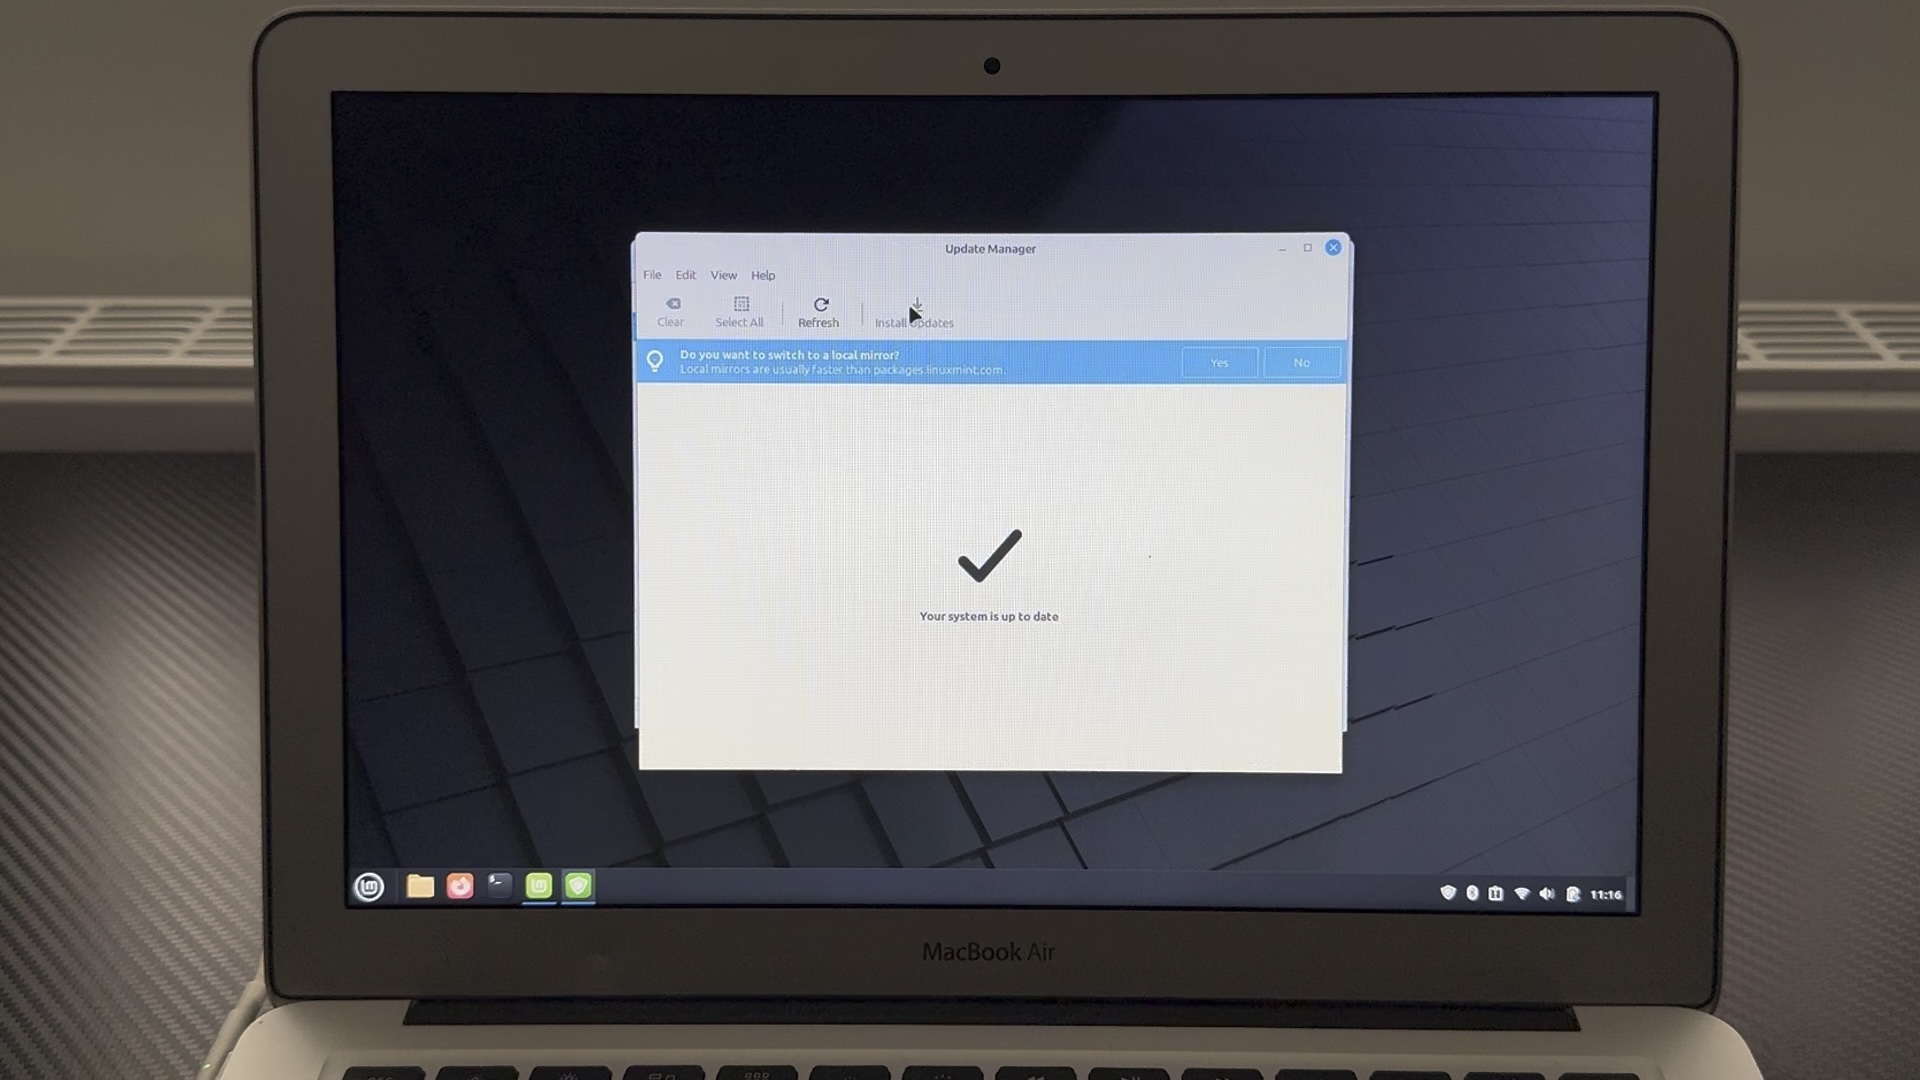 Update Manager
File Edit View Help
Clear Select All Refresh Install Updates
Do you want to switch to a local mirror?
Local mirrors are usually faster than packages.linuxmint.com.
Yes No
Your system is up to date
11:16
MacBook Air